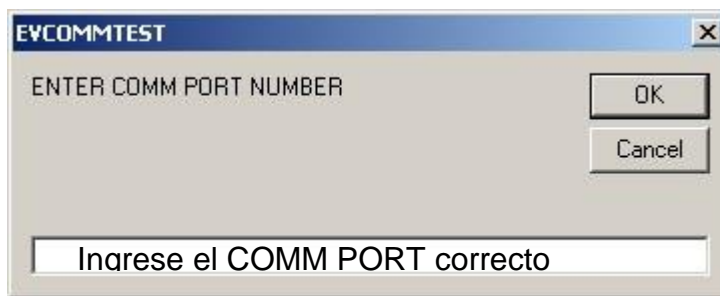 EVCOMMTEST
ENTER COMM PORT NUMBER
OK
Cancel
Ingrese el COMM PORT correcto